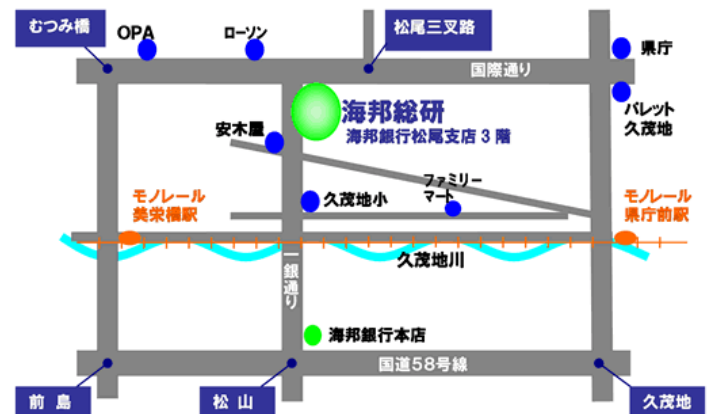 むつみ橋
OPA
ローソン
松尾三叉路
県庁
国際通り
パレット
久茂地
海邦総研
海邦銀行松尾支店 3 階
安木屋
ファミリー
マート
久茂地小
モノレール
美栄橋駅
モノレール
県庁前駅
久茂地川
一銀通り
海邦銀行本店
国道58号線
前 島
松 山
久茂地